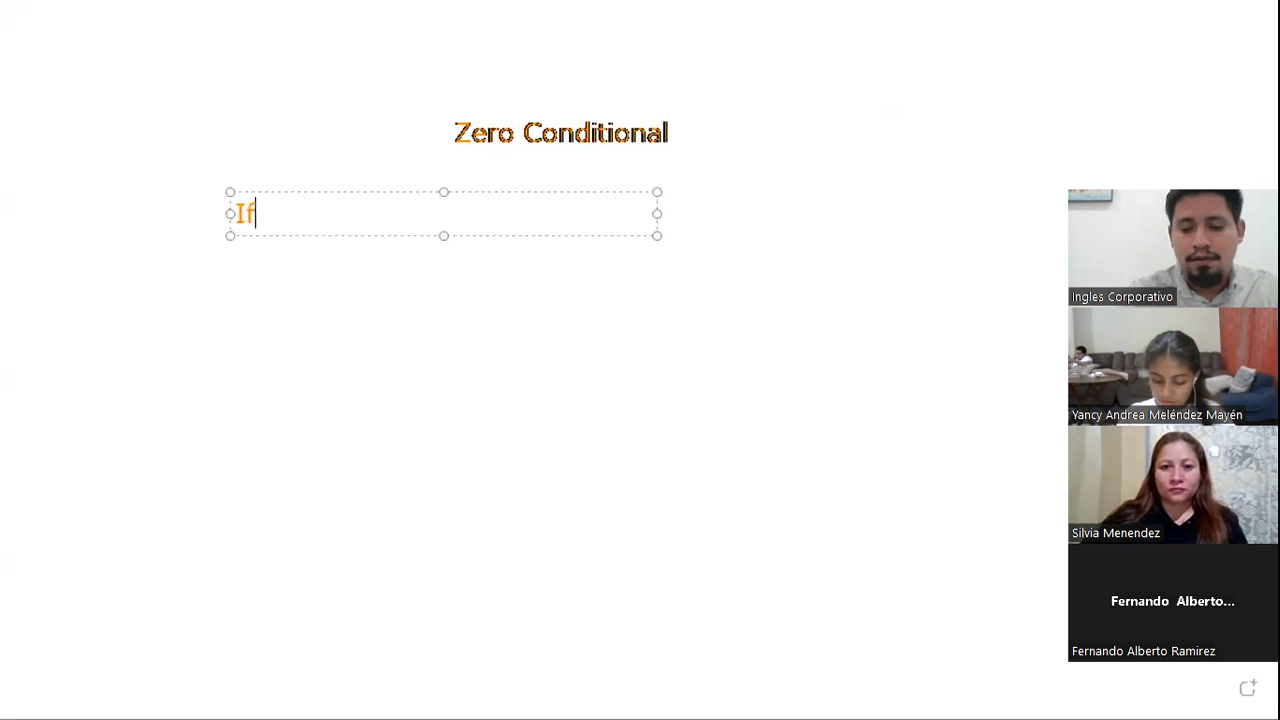 Zero Conditional
If
Ingles Corporativo
Yancy Andrea Meléndez Mayén
Silvia Menendez
Fernando Alberto...
Fernando Alberto Ramirez